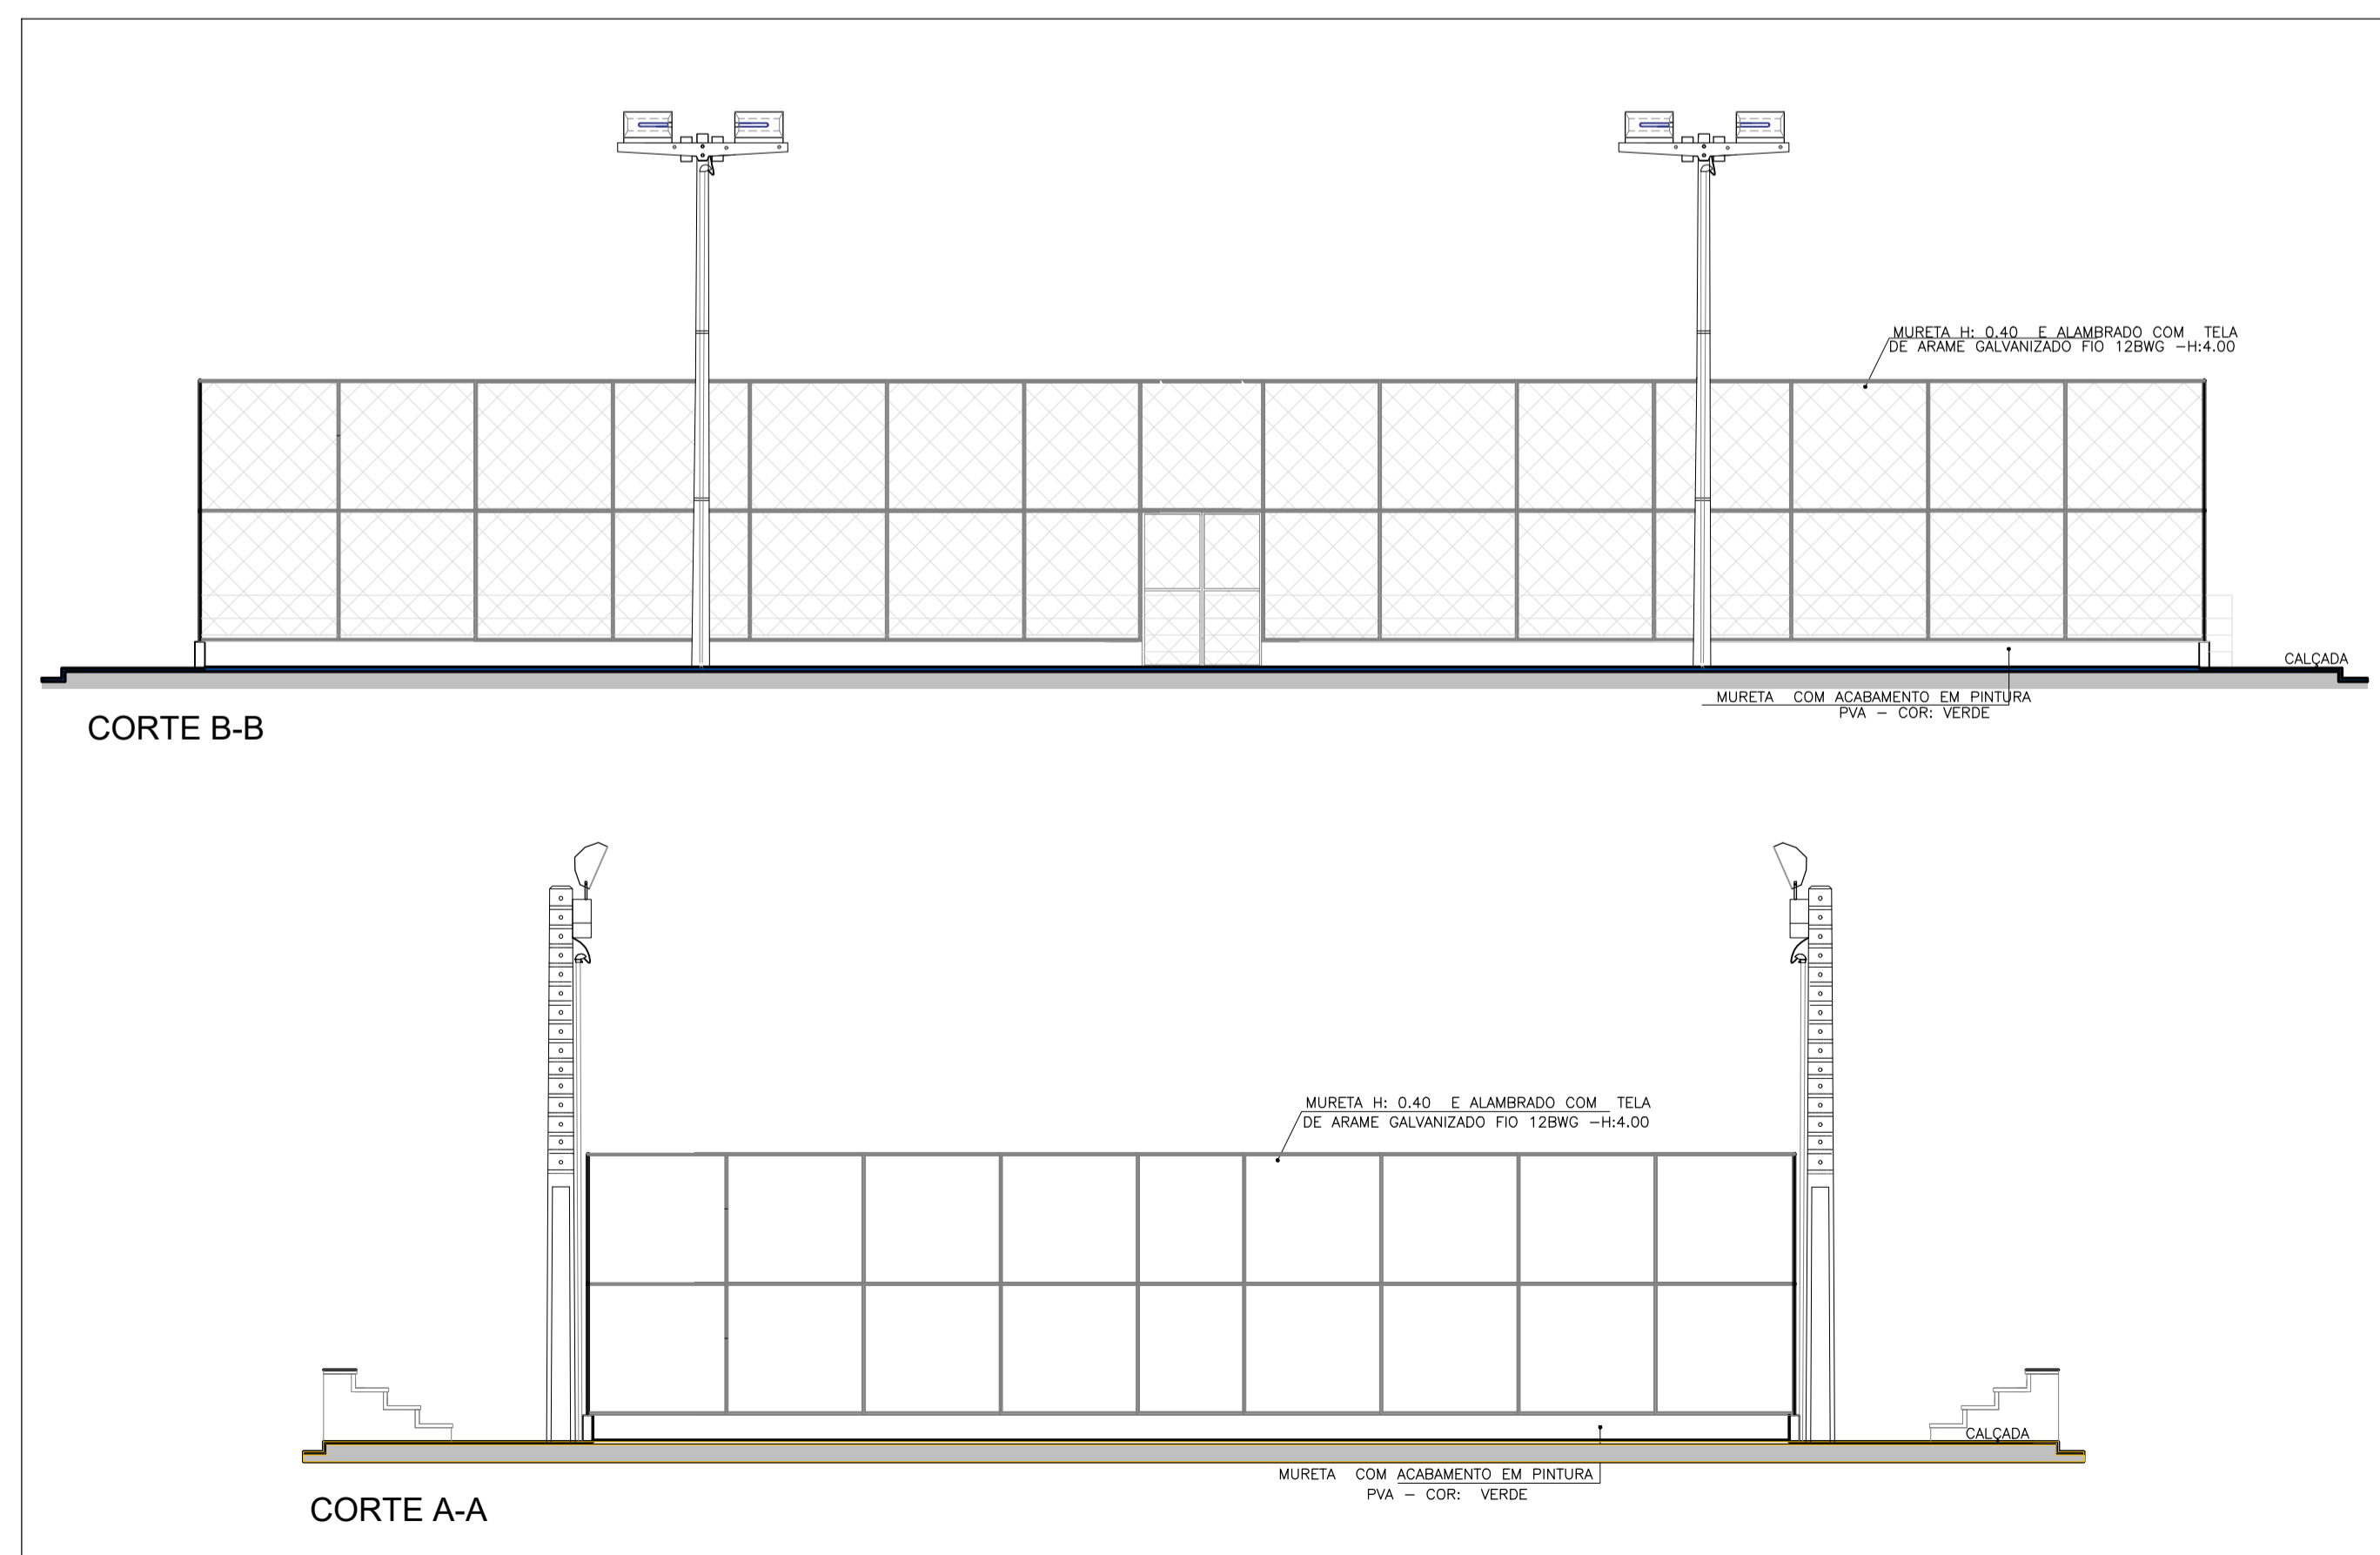 MURETA H: 0.40 E ALAMBRADO COM TELA
DE ARAME GALVANIZADO FIO 12BWG -H:4.00
CALÇADA
MURETA COM ACABAMENTO EM PINTURA
PVA - COR: VERDE
CORTE B-B
MURETA H: 0.40 E ALAMBRADO COM TELA
DE ARAME GALVANIZADO FIO 12BWG -H:4.00
CALÇADA
MURETA COM ACABAMENTO EM PINTURA
PVA - COR: VERDE
CORTE A-A